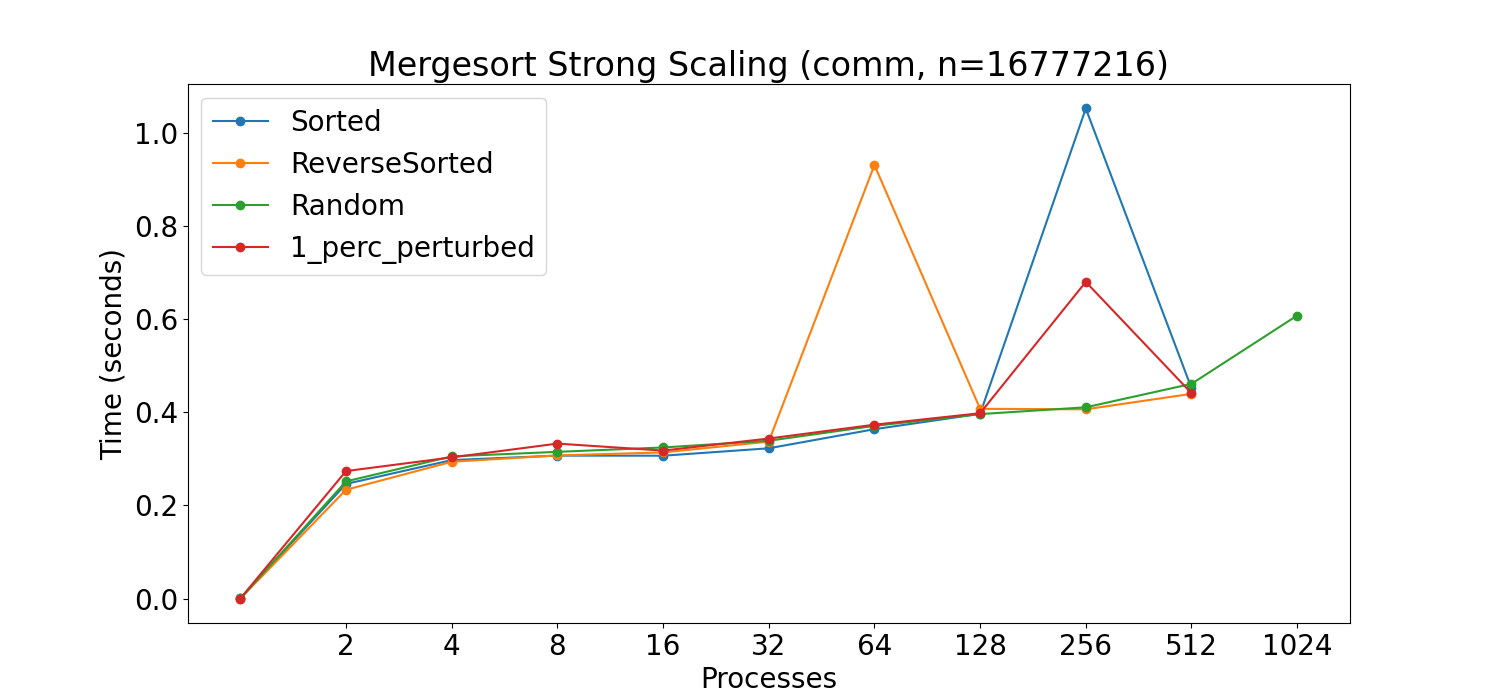 Mergesort Strong Scaling (comm, n=16777216)
Sorted
ReverseSorted
Random
1_perc_perturbed
Time (seconds)
1.0
0.8
0.6
0.4
0.2
0.0
2 4 8 16 32 64 128 256 512 1024
Processes